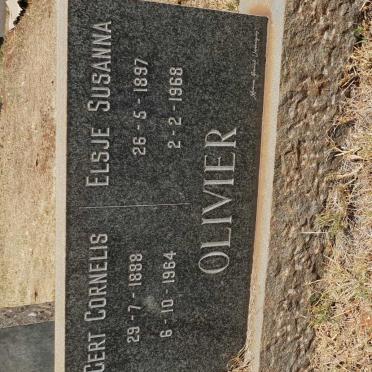 GERT CORNELIS
29-7-1888
6-10-1964
ELSJE SUSANNA
26-5-1897
2-2-1968
OLIVIER